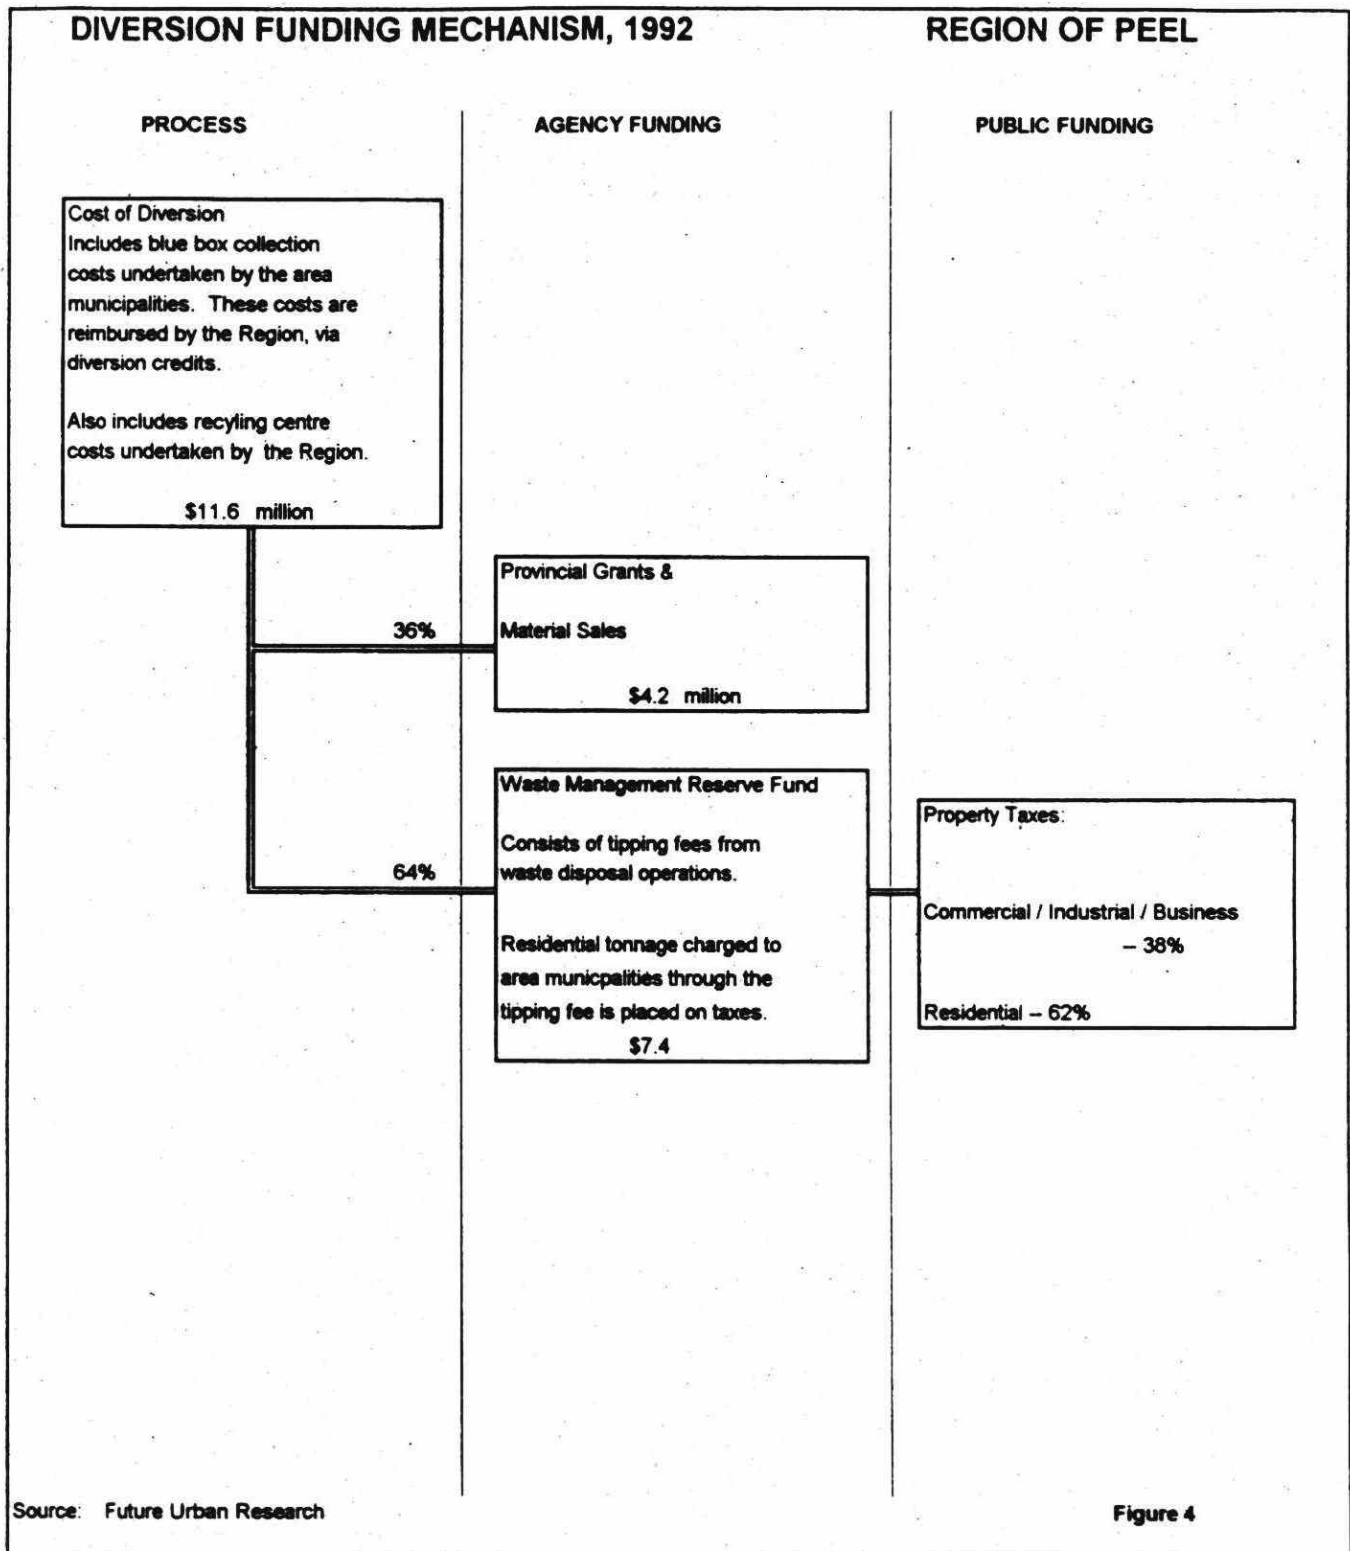 DIVERSION FUNDING MECHANISM, 1992 REGION OF PEEL
PROCESS AGENCY FUNDING PUBLIC FUNDING
Cost of Diversion
Includes blue box collection
costs undertaken by the area
municipalities. These costs are
reimbursed by the Region, via
diversion credits.
Also includes recyling centre
costs undertaken by the Region.
$11.6 million
36%
Provincial Grants &
Material Sales
$4.2 million
64%
Waste Management Reserve Fund
Consists of tipping fees from
waste disposal operations.
Residential tonnage charged to
area municpalities through the
tipping fee is placed on taxes.
$7.4
Property Taxes:
Commercial / Industrial / Business
– 38%
Residential – 62%
Source: Future Urban Research
Figure 4